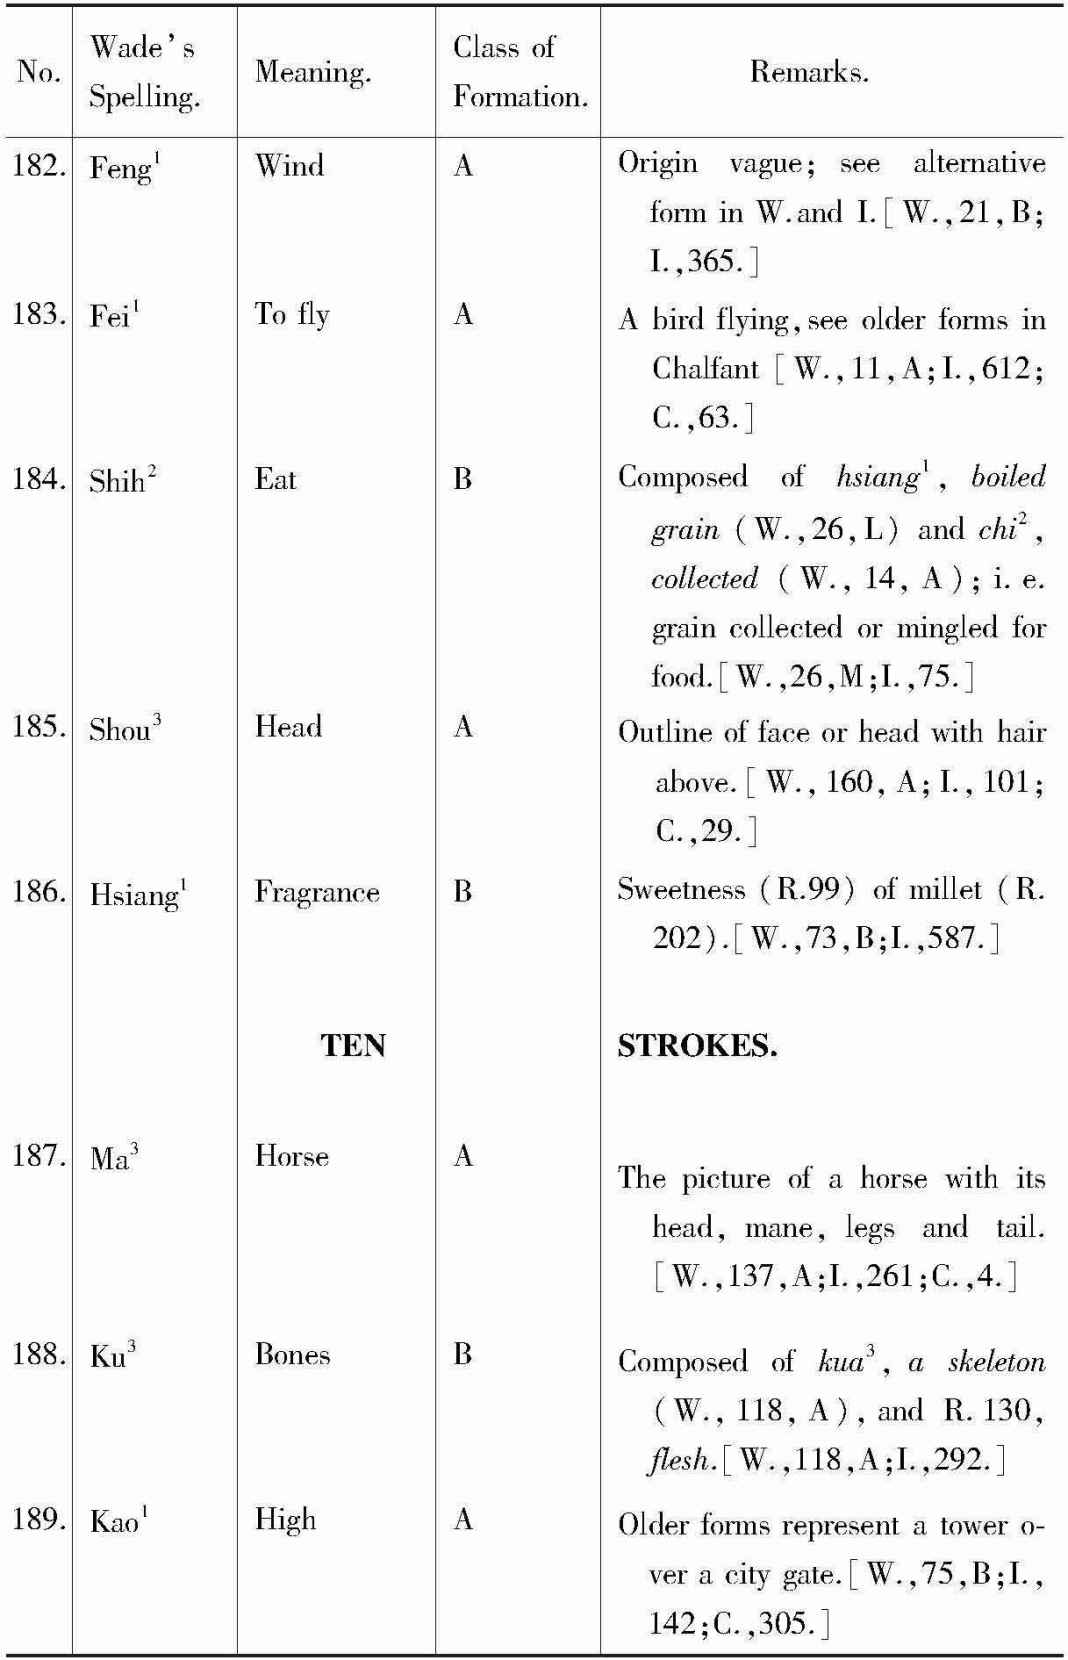 No. Wade's Spelling. Meaning. Class of Formation. Remarks.
182. Feng¹ Wind A Origin vague; see alternative
form in W.and I.[W.,21,B;
I.,365.]
183. Fei¹ To fly A A bird flying,see older forms in
Chalfant [W.,11,A;I.,612;
C.,63.]
184. Shih² Eat B Composed of hsiang¹, boiled
grain (W.,26,L) and chi²,
collected (W., 14, A); i. e.
grain collected or mingled for
food.[W.,26,M;I.,75.]
185. Shou³ Head A Outline of face or head with hair
above.[W., 160, A; I., 101;
C.,29.]
186. Hsiang¹ Fragrance B Sweetness (R.99) of millet (R.
202).[W.,73,B;I.,587.]
TEN STROKES.
187. Ma³ Horse A The picture of a horse with its
head, mane, legs and tail.
[W.,137,A;I.,261;C.,4.]
188. Ku³ Bones B Composed of kua³, a skeleton
(W., 118, A), and R. 130,
flesh.[W.,118,A;I.,292.]
189. Kao¹ High A Older forms represent a tower o-
ver a city gate.[W.,75,B;I.,
142;C.,305.]